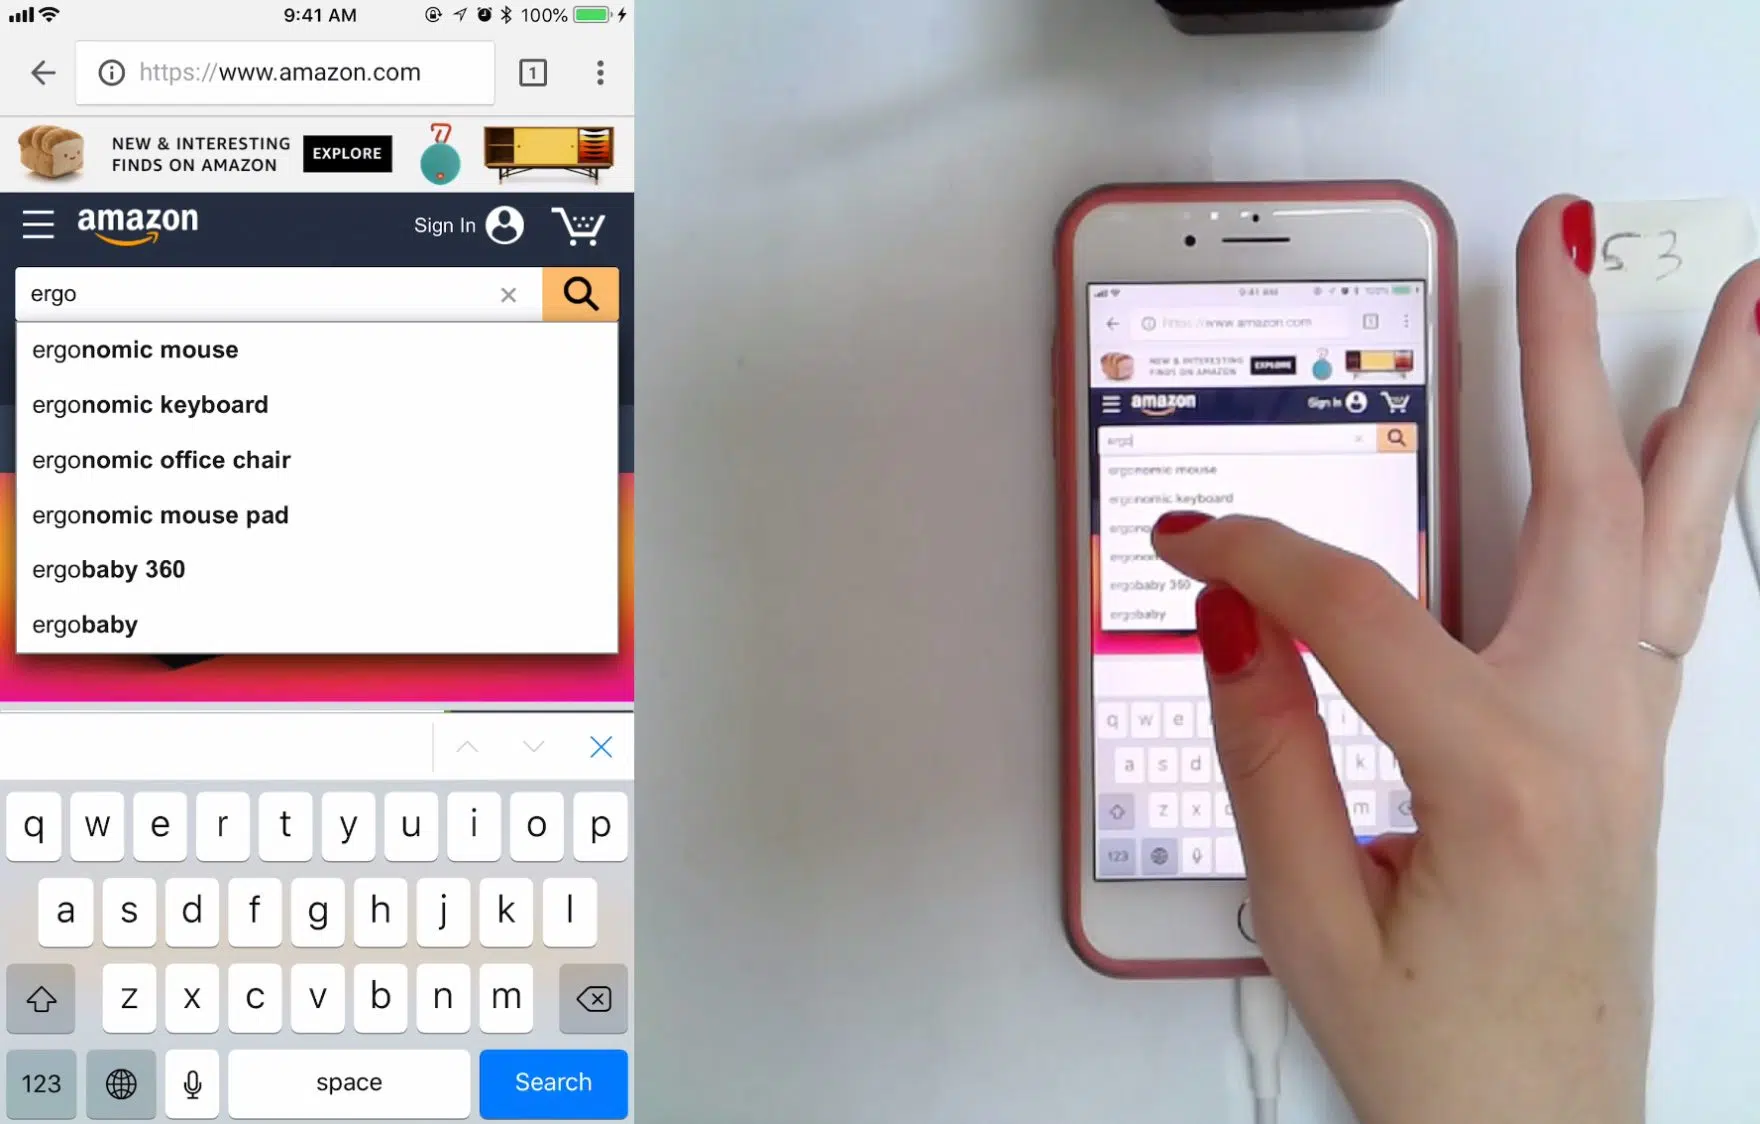 9:41 AM 100%
https://www.amazon.com 1
NEW & INTERESTING
FINDS ON AMAZON
EXPLORE
amazon Sign In
ergo
ergonomic mouse
ergonomic keyboard
ergonomic office chair
ergonomic mouse pad
ergobaby 360
ergobaby
q w e r t y u i o p
a s d f g h j k l
z x c v b n m
123 space Search
53
9:41 AM 100%
https://www.amazon.com 1
NEW & INTERESTING
FINDS ON AMAZON
EXPLORE
amazon Sign In
ergo
ergonomic mouse
ergonomic keyboard
ergono
ergonom
ergobaby 360
ergobaby
q w e i
a s d k
z x m
123